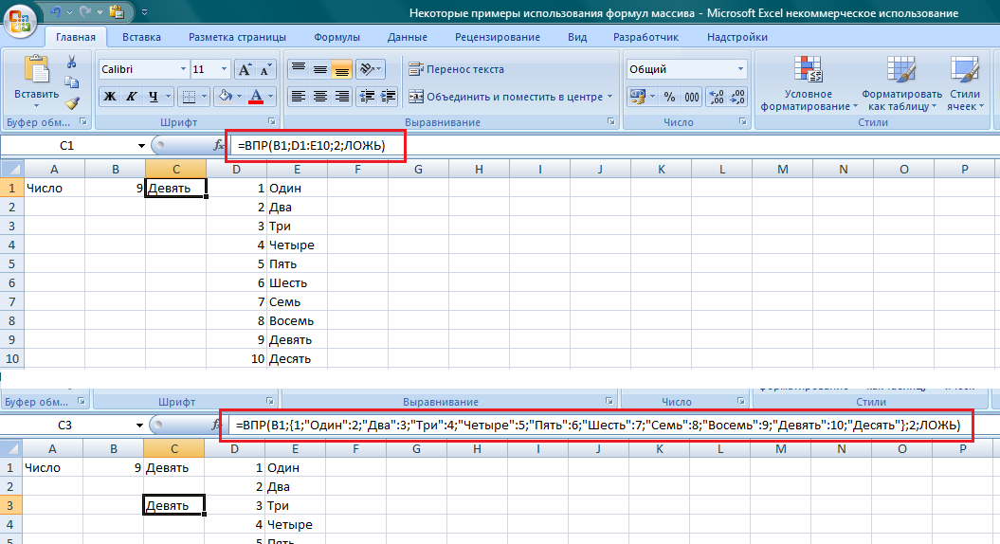 Некоторые примеры использования формул массива - Microsoft Excel некоммерческое использование
Главная Вставка Разметка страницы Формулы Данные Рецензирование Вид Разработчик Надстройки
Calibri 11 Перенос текста Общий
Вставить Ж К Ч Объединить и поместить в центре % 000 Условное форматирование Форматировать как таблицу Стили ячеек
Буфер обм... Шрифт Выравнивание Число Стили
C1 fx =ВПР(B1;D1:E10;2;ЛОЖЬ)
A B C D E F G H I J K L M N O P
1 Число 9 Девять 1 Один
2 2 Два
3 3 Три
4 4 Четыре
5 5 Пять
6 6 Шесть
7 7 Семь
8 8 Восемь
9 9 Девять
10 10 Десять
Буфер обм... Шрифт Выравнивание Число Стили
C3 fx =ВПР(B1;{1;"Один":2;"Два":3;"Три":4;"Четыре":5;"Пять":6;"Шесть":7;"Семь":8;"Восемь":9;"Девять":10;"Десять"};2;ЛОЖЬ)
A B C D E F G H I J K L M N O P
1 Число 9 Девять 1 Один
2 2 Два
3 Девять 3 Три
4 4 Четыре
5 5 Пять